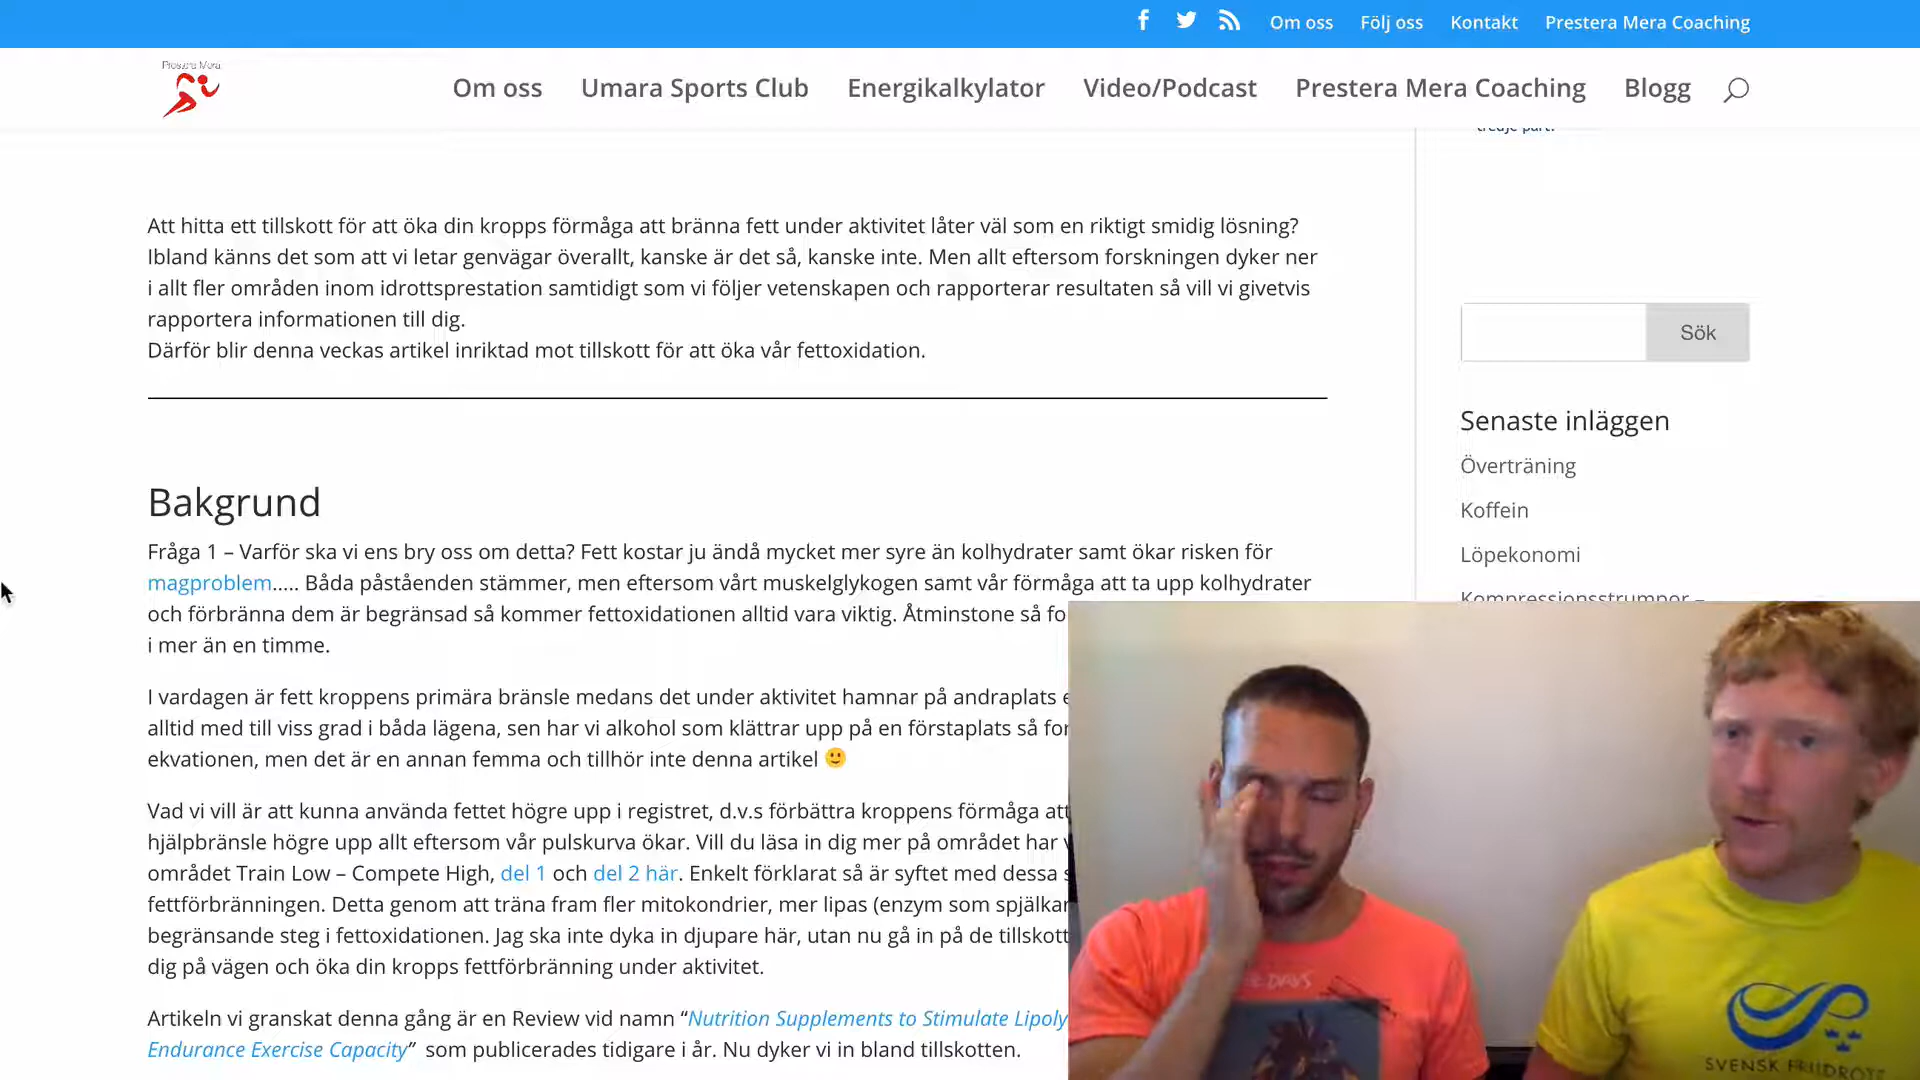 Om oss Följ oss Kontakt Prestera Mera Coaching
Prestera Mera
Om oss Umara Sports Club Energikalkylator Video/Podcast Prestera Mera Coaching Blogg
tredje part.
Att hitta ett tillskott för att öka din kropps förmåga att bränna fett under aktivitet låter väl som en riktigt smidig lösning?
Ibland känns det som att vi letar genvägar överallt, kanske är det så, kanske inte. Men allt eftersom forskningen dyker ner
i allt fler områden inom idrottsprestation samtidigt som vi följer vetenskapen och rapporterar resultaten så vill vi givetvis
rapportera informationen till dig.
Därför blir denna veckas artikel inriktad mot tillskott för att öka vår fettoxidation.
Sök
Senaste inläggen
Överträning
Koffein
Löpekonomi
Kompressionsstrumpor –
Bakgrund
Fråga 1 – Varför ska vi ens bry oss om detta? Fett kostar ju ändå mycket mer syre än kolhydrater samt ökar risken för
magproblem..... Båda påståenden stämmer, men eftersom vårt muskelglykogen samt vår förmåga att ta upp kolhydrater
och förbränna dem är begränsad så kommer fettoxidationen alltid vara viktig. Åtminstone så fo
i mer än en timme.
I vardagen är fett kroppens primära bränsle medans det under aktivitet hamnar på andraplats e
alltid med till viss grad i båda lägena, sen har vi alkohol som klättrar upp på en förstaplats så for
ekvationen, men det är en annan femma och tillhör inte denna artikel 🙂
Vad vi vill är att kunna använda fettet högre upp i registret, d.v.s förbättra kroppens förmåga att
hjälpbränsle högre upp allt eftersom vår pulskurva ökar. Vill du läsa in dig mer på området har v
området Train Low – Compete High, del 1 och del 2 här. Enkelt förklarat så är syftet med dessa s
fettförbränningen. Detta genom att träna fram fler mitokondrier, mer lipas (enzym som spjälkar
begränsande steg i fettoxidationen. Jag ska inte dyka in djupare här, utan nu gå in på de tillskott
dig på vägen och öka din kropps fettförbränning under aktivitet.
Artikeln vi granskat denna gång är en Review vid namn “Nutrition Supplements to Stimulate Lipoly
Endurance Exercise Capacity” som publicerades tidigare i år. Nu dyker vi in bland tillskotten.
DAYS
SVENSK FRIIDROTT